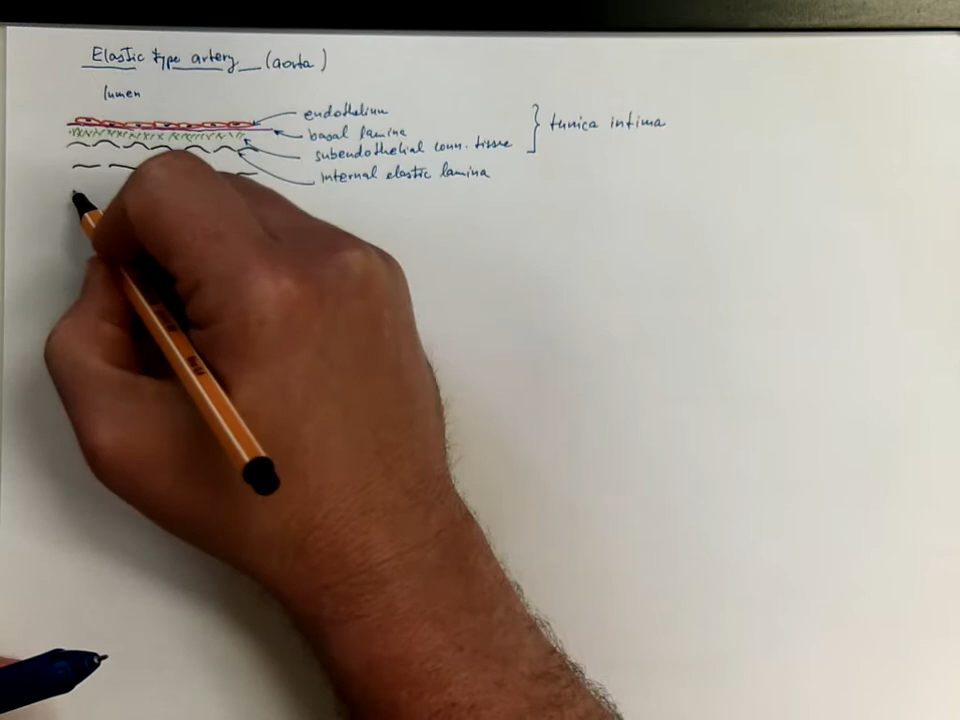 Elastic type artery (aorta)
lumen
endothelium
basal lamina
subendothelial conn. tissue
internal elastic lamina
tunica intima